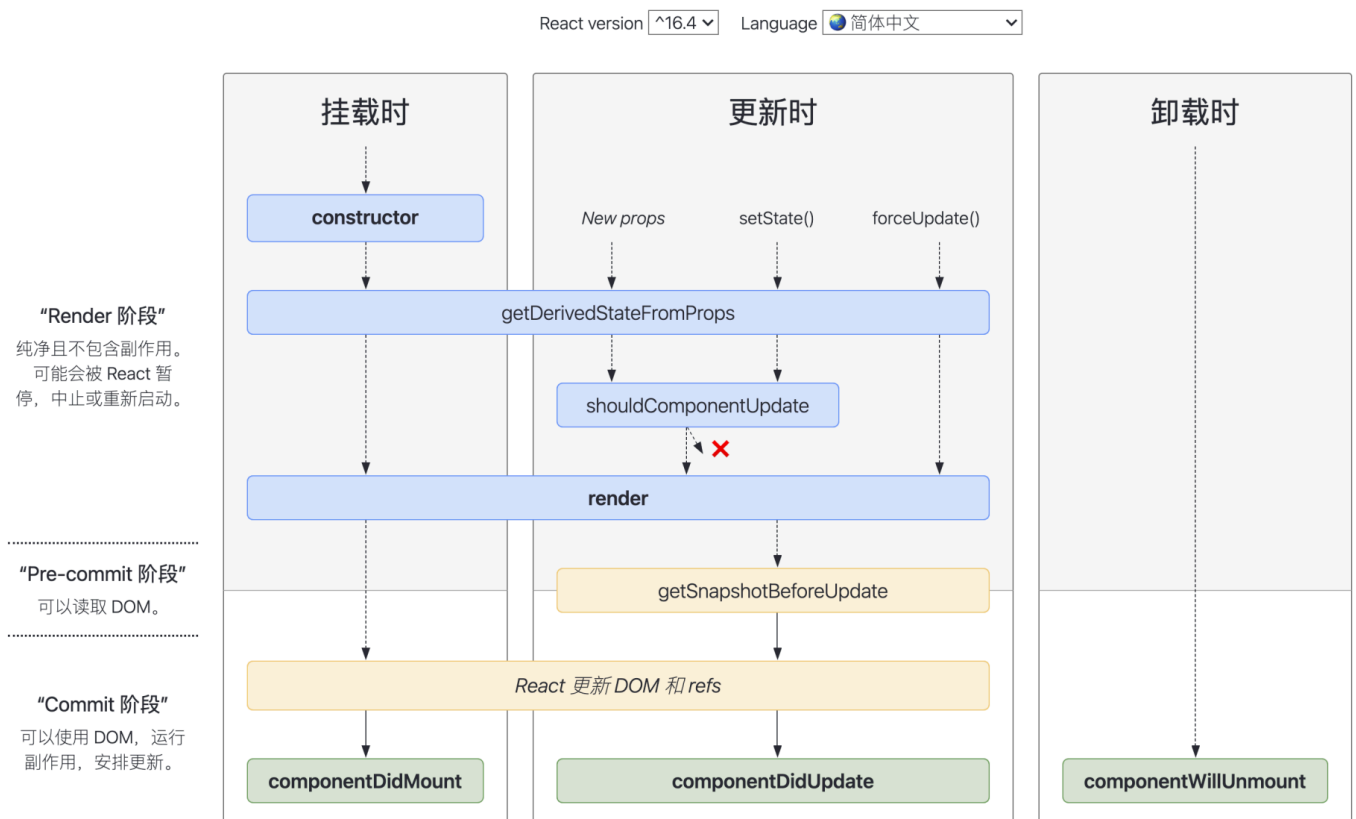 React version ^16.4 Language 简体中文
挂载时
更新时
卸载时
constructor
New props
setState()
forceUpdate()
“Render 阶段”
纯净且不包含副作用。
可能会被 React 暂
停，中止或重新启动。
getDerivedStateFromProps
shouldComponentUpdate
render
“Pre-commit 阶段”
可以读取 DOM。
getSnapshotBeforeUpdate
“Commit 阶段”
可以使用 DOM，运行
副作用，安排更新。
React 更新 DOM 和 refs
componentDidMount
componentDidUpdate
componentWillUnmount